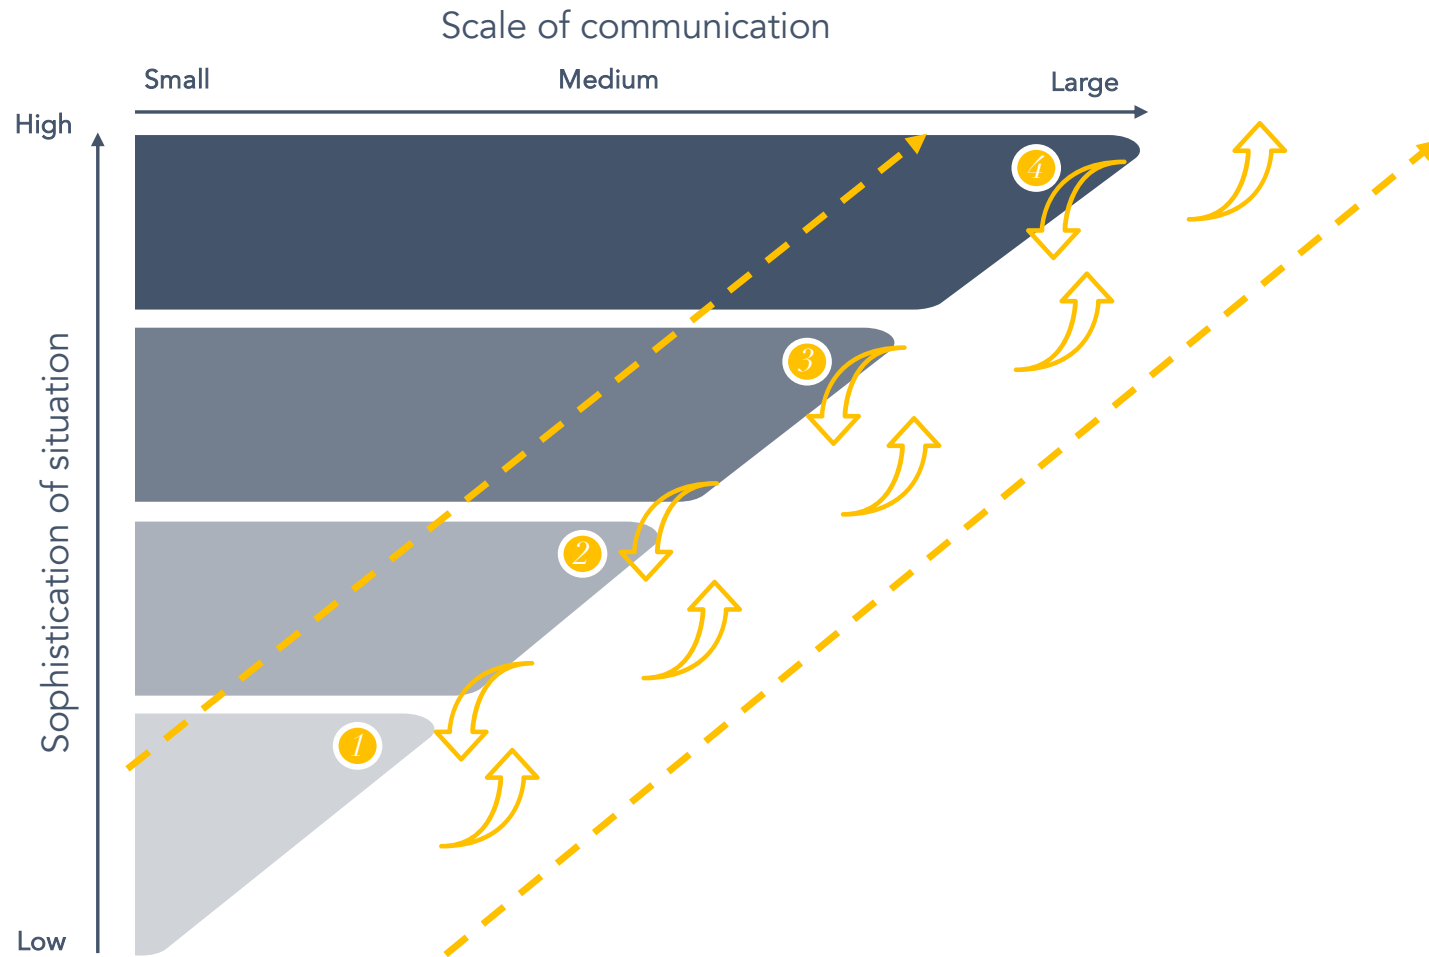 Scale of communication
Small Medium Large
High
4
3
Sophistication of situation
2
1
Low